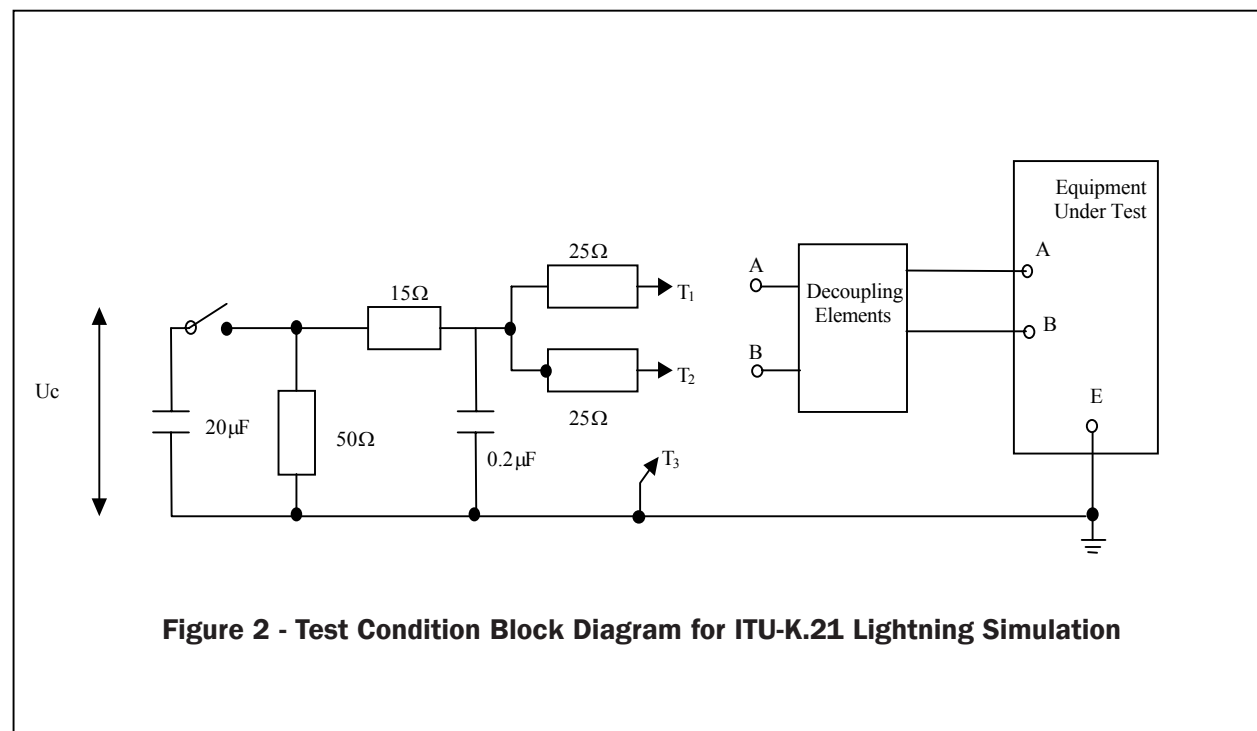 Equipment
Under Test
25Ω
A
A
T₁
15Ω
Decoupling
Elements
B
B
T₂
Uc
E
25Ω
20μF
50Ω
0.2μF
T₃
Figure 2 - Test Condition Block Diagram for ITU-K.21 Lightning Simulation